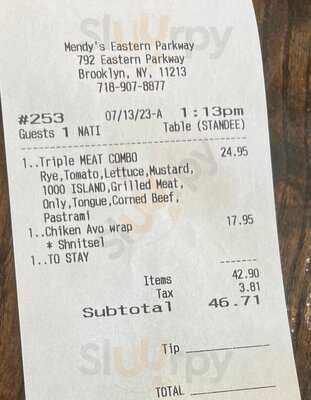 Mendy's Eastern Parkway
792 Eastern Parkway
Brooklyn, NY, 11213
718-907-8877
#253 07/13/23-A 1:13pm
Guests 1 NATI Table (STANDEE)
1..Triple MEAT COMBO 24.95
Rye,Tomato,Lettuce,Mustard,
1000 ISLAND,Grilled Meat,
Only,Tongue,Corned Beef,
Pastrami
1..Chiken Avo wrap 17.95
* Shnitsel
1..TO STAY
Items 42.90
Tax 3.81
Subtotal 46.71
Tip
TOTAL
Sluurpy
Sluurpy
Sluurpy